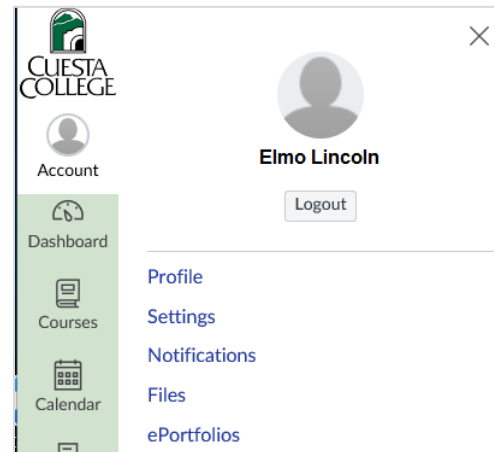 CUESTA
COLLEGE
Account
Dashboard
Courses
Calendar
Elmo Lincoln
Logout
Profile
Settings
Notifications
Files
ePortfolios